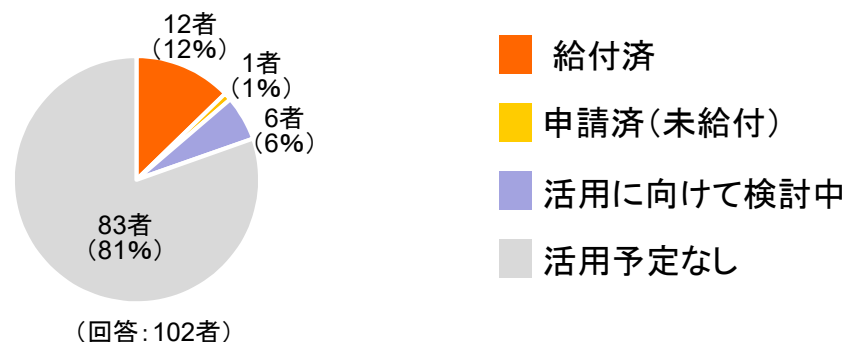 12者
（12%）
1者
（1%）
6者
（6%）
83者
（81%）
（回答：102者）
給付済
申請済（未給付）
活用に向けて検討中
活用予定なし